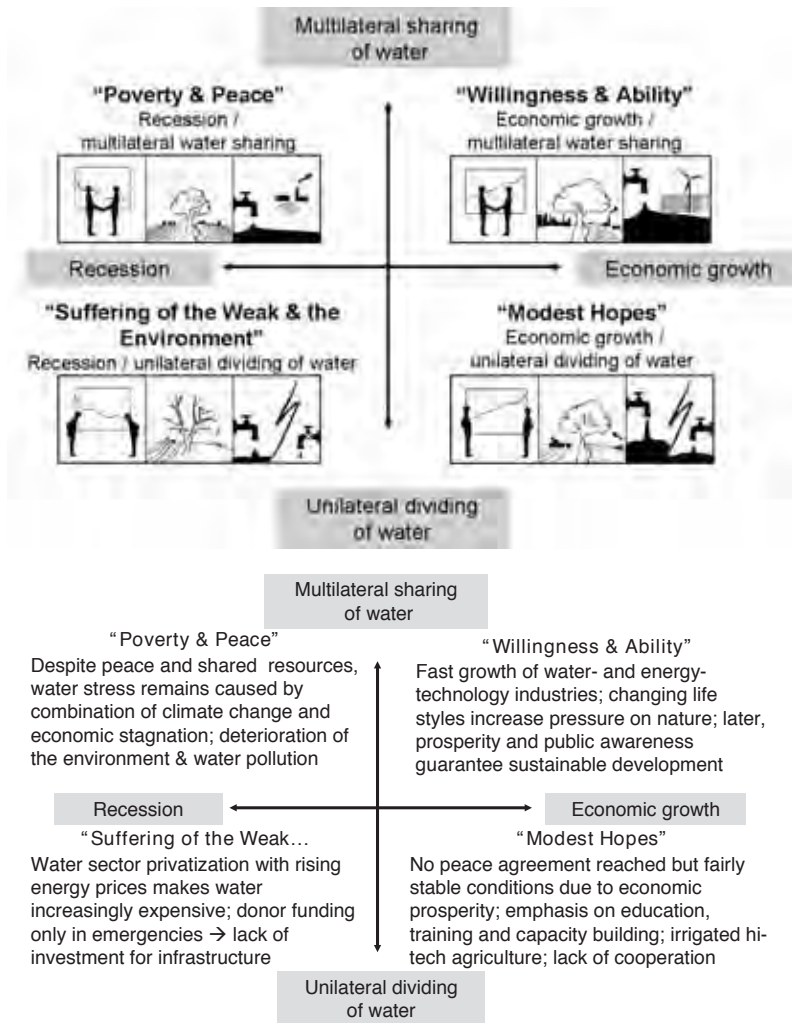 Multilateral sharing
of water
“Poverty & Peace”
Recession /
multilateral water sharing
“Willingness & Ability”
Economic growth /
multilateral water sharing
Recession
Economic growth
“Suffering of the Weak & the
Environment”
Recession / unilateral dividing of water
“Modest Hopes”
Economic growth /
unilateral dividing of water
Unilateral dividing
of water
Multilateral sharing
of water
“Poverty & Peace”
Despite peace and shared resources,
water stress remains caused by
combination of climate change and
economic stagnation; deterioration of
the environment & water pollution
“Willingness & Ability”
Fast growth of water- and energy-
technology industries; changing life
styles increase pressure on nature; later,
prosperity and public awareness
guarantee sustainable development
Recession
Economic growth
“Suffering of the Weak…
Water sector privatization with rising
energy prices makes water
increasingly expensive; donor funding
only in emergencies → lack of
investment for infrastructure
“Modest Hopes”
No peace agreement reached but fairly
stable conditions due to economic
prosperity; emphasis on education,
training and capacity building; irrigated hi-
tech agriculture; lack of cooperation
Unilateral dividing
of water